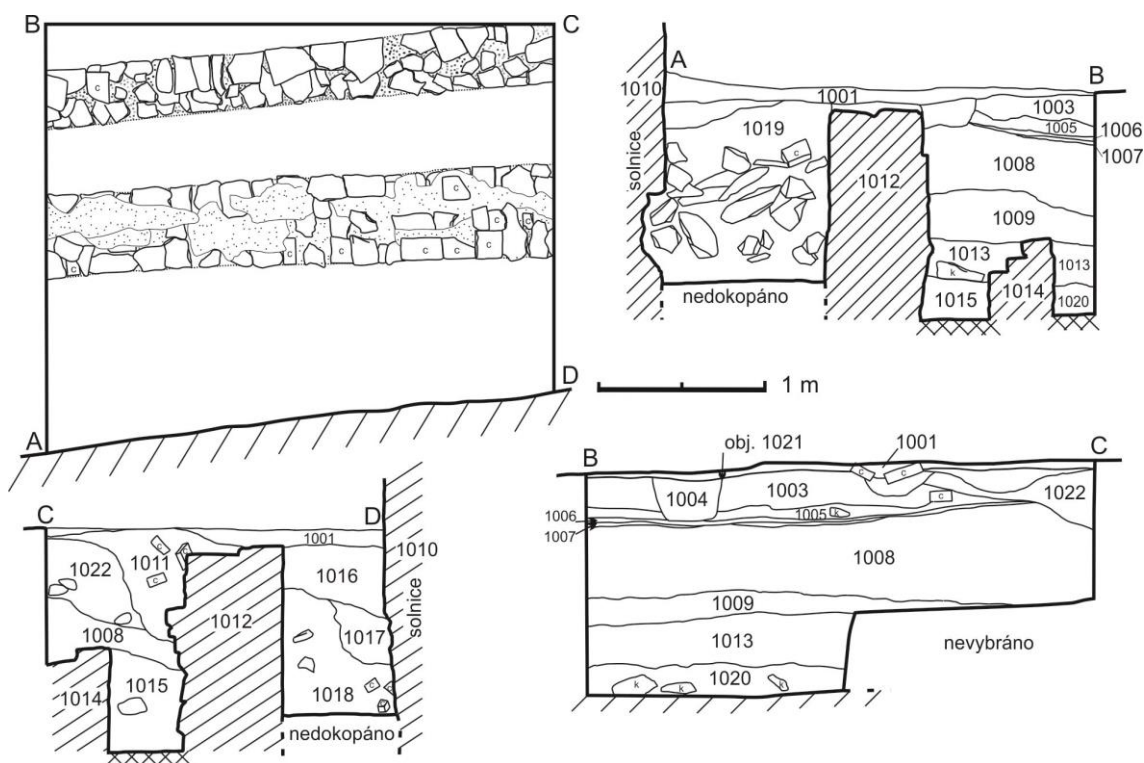 B
C
c
c
c
c
c
c
c
c
c
c
A
D
A
B
1010
1001
1003
1005
1006
1007
1019
c
solnice
1012
1008
1009
1013
k
1015
1014
1013
1020
nedokopáno
1 m
C
D
1001
1010
c
c
c
1011
1022
1016
solnice
1012
1017
1008
1014
1015
1018
c
c
nedokopáno
B
obj. 1021
1001
C
c
c
1004
1003
c
1022
1005
k
1006
1007
1008
1009
1013
nevybráno
1020
k
k
k